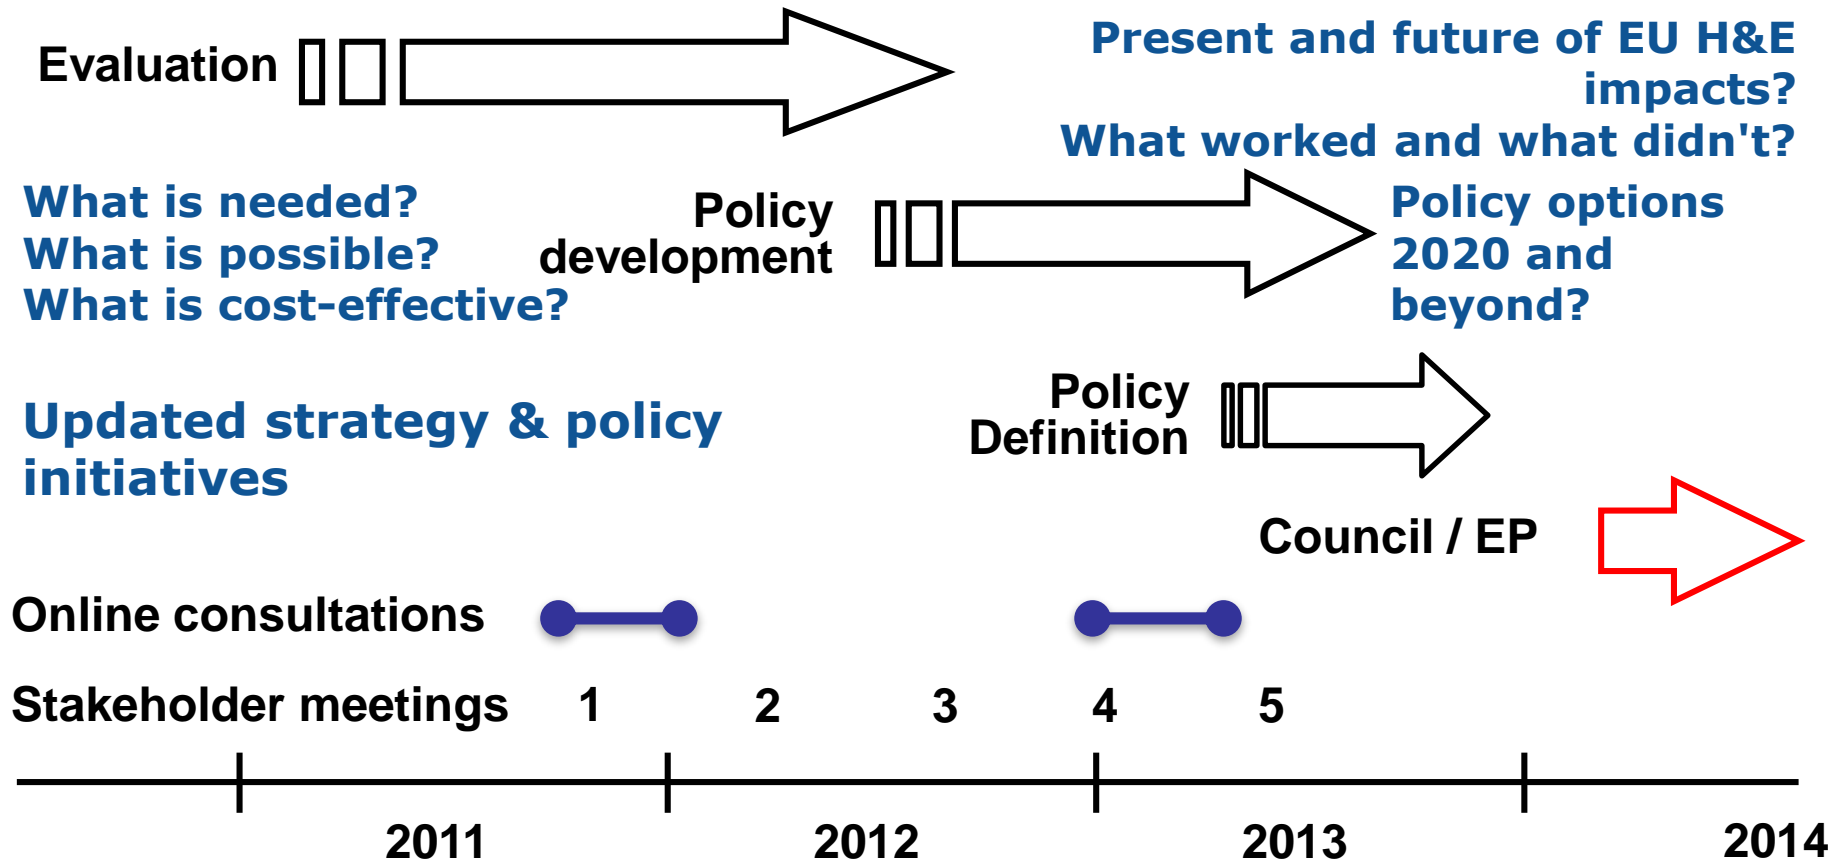 Evaluation
Present and future of EU H&E
impacts?
What worked and what didn't?
What is needed?
What is possible?
What is cost-effective?
Policy
development
Policy options
2020 and
beyond?
Updated strategy & policy
initiatives
Policy
Definition
Council / EP
Online consultations
Stakeholder meetings 1 2 3 4 5
2011 2012 2013 2014